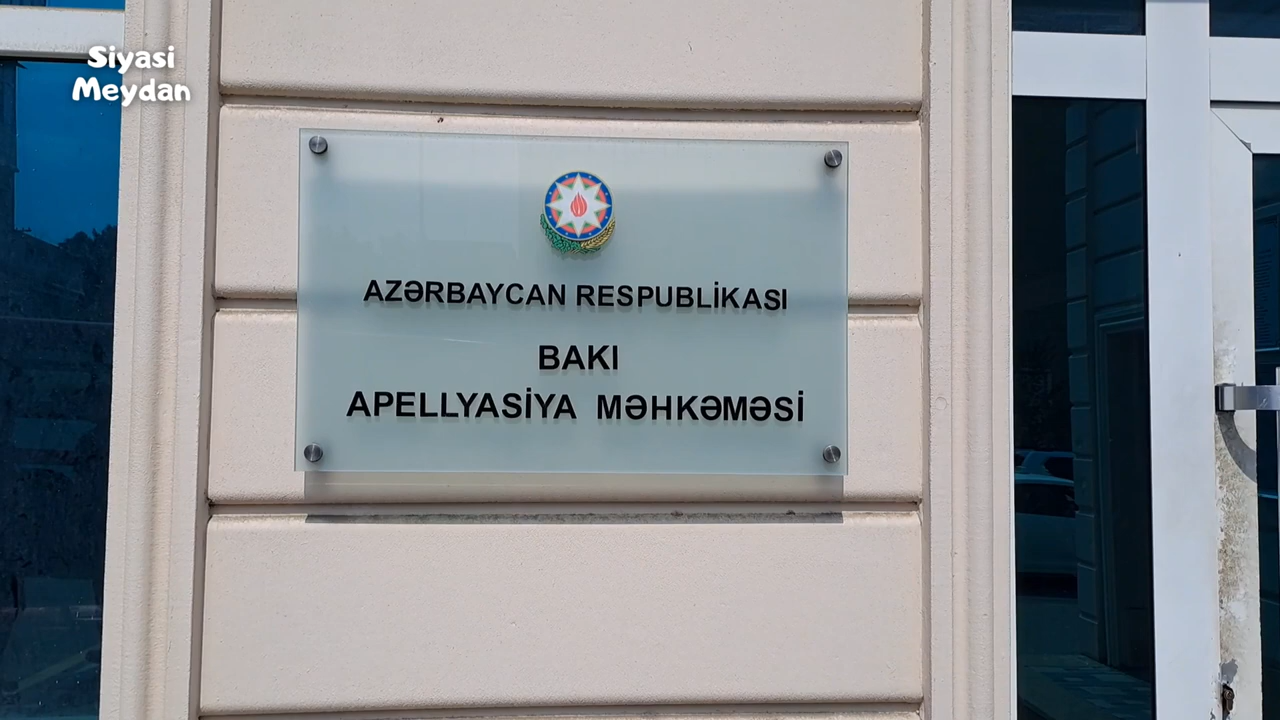 Siyasi
Meydan
AZƏRBAYCAN RESPUBLİKASI
BAKI
APELLYASİYA MƏHKƏMƏSİ